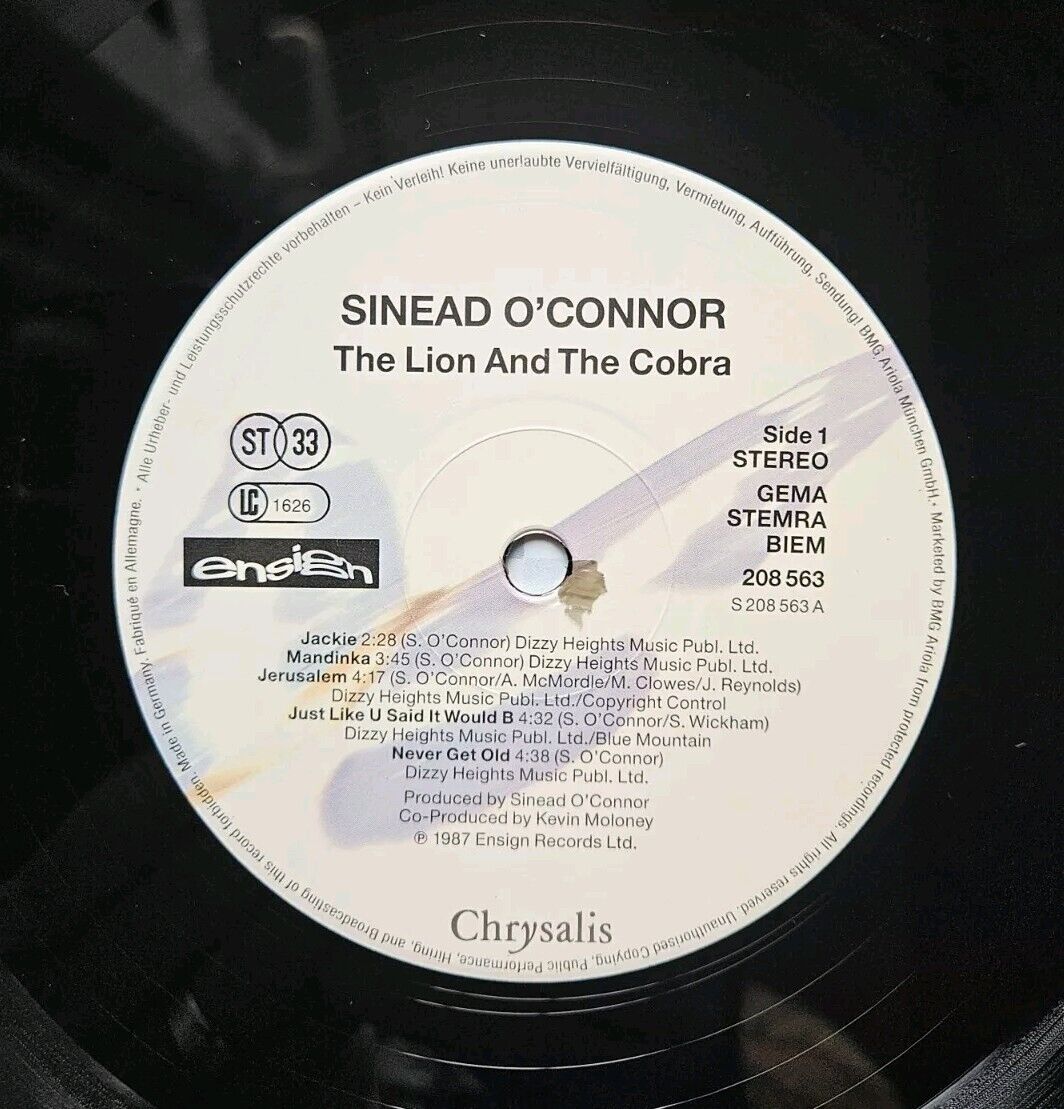 SINEAD O'CONNOR
The Lion And The Cobra
ST 33
LC 1626
ensign
Side 1
STEREO
GEMA
STEMRA
BIEM
208 563
S 208 563 A
Jackie 2:28 (S. O'Connor) Dizzy Heights Music Publ. Ltd.
Mandinka 3:45 (S. O'Connor) Dizzy Heights Music Publ. Ltd.
Jerusalem 4:17 (S. O'Connor/A. McMordle/M. Clowes/J. Reynolds)
Dizzy Heights Music Publ. Ltd./Copyright Control
Just Like U Said It Would B 4:32 (S. O'Connor/S. Wickham)
Dizzy Heights Music Publ. Ltd./Blue Mountain
Never Get Old 4:38 (S. O'Connor)
Dizzy Heights Music Publ. Ltd.
Produced by Sinead O'Connor
Co-Produced by Kevin Moloney
℗ 1987 Ensign Records Ltd.
Chrysalis
Made in Germany. Fabriqué en Allemagne. • Alle Urheber- und Leistungsschutzrechte vorbehalten – Kein Verleih! Keine unerlaubte Vervielfältigung, Vermietung, Aufführung, Sendung! BMG Ariola München GmbH. • Marketed by BMG Ariola from protected recordings. All rights reserved. Unauthorised Copying, Public Performance, Hiring, and Broadcasting of this record forbidden.